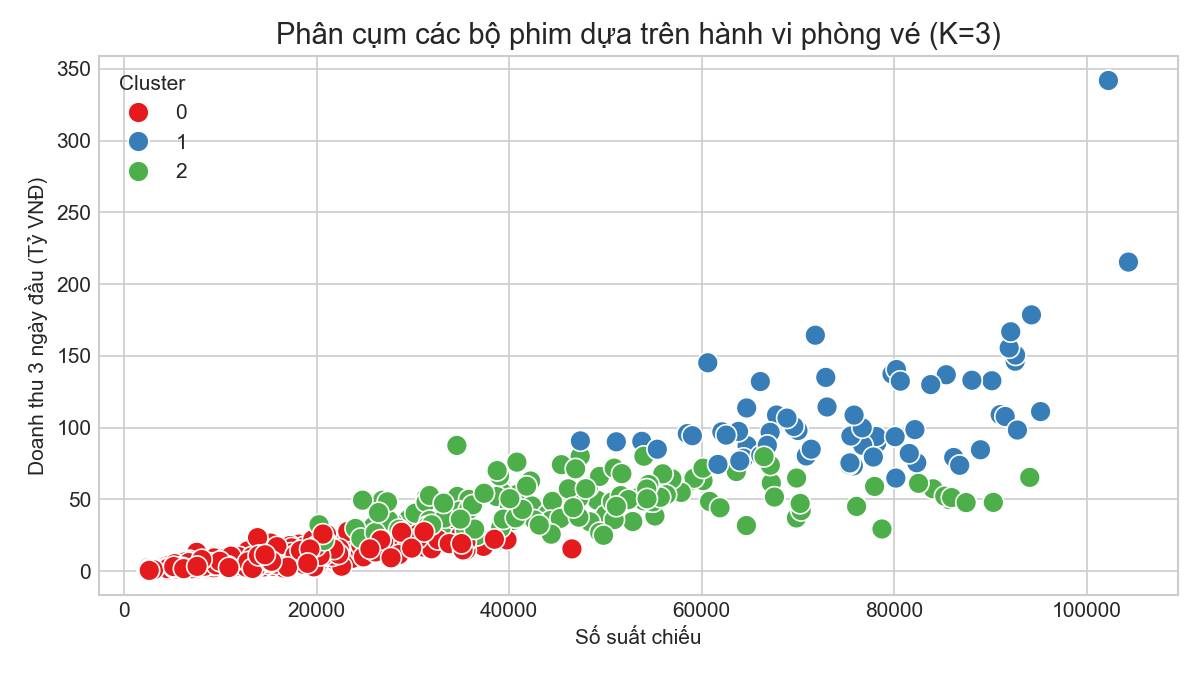 Phân cụm các bộ phim dựa trên hành vi phòng vé (K=3)
Cluster
0
1
2
Doanh thu 3 ngày đầu (Tỷ VNĐ)
350
300
250
200
150
100
50
0
0 20000 40000 60000 80000 100000
Số suất chiếu